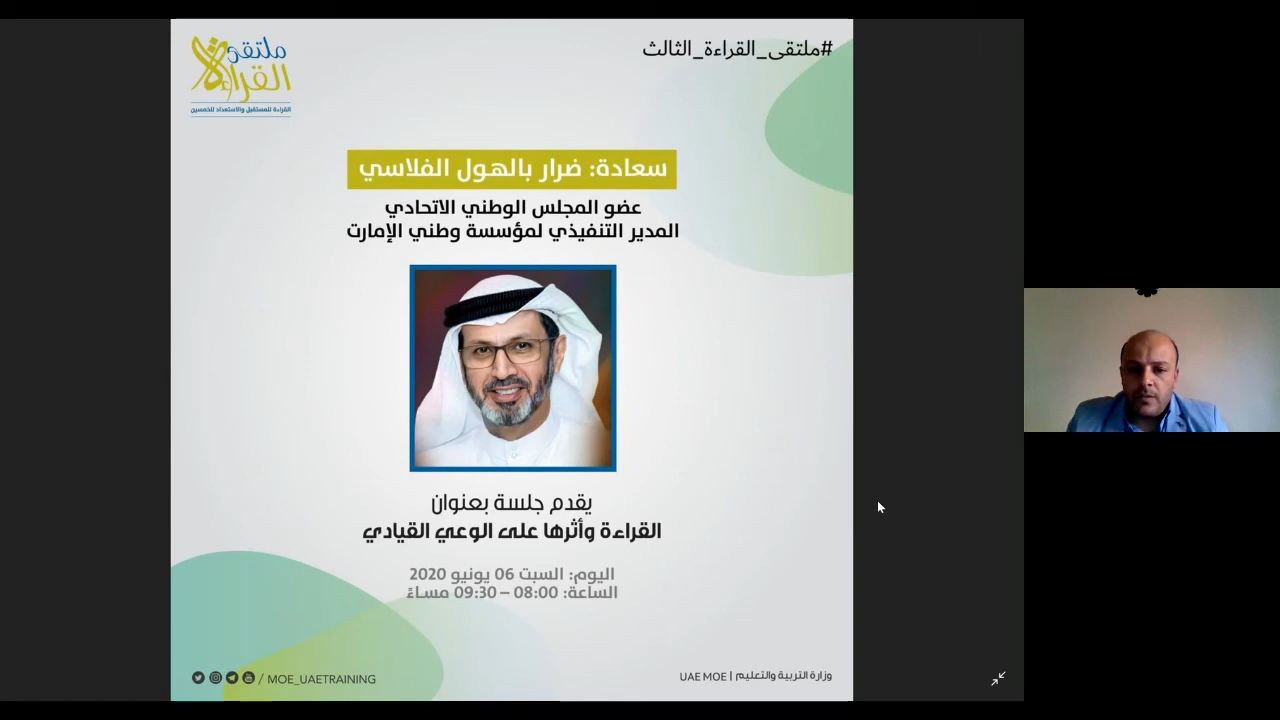 #ملتقى_القراءة_الثالث
ملتقى
القراءة
القراءة للمستقبل والاستعداد للخمسين
سعادة: ضرار بالهول الفلاسي
عضو المجلس الوطني الاتحادي
المدير التنفيذي لمؤسسة وطني الإمارت
يقدم جلسة بعنوان
القراءة وأثرها على الوعي القيادي
اليوم: السبت 06 يونيو 2020
الساعة: 08:00 – 09:30 مساءً
/ MOE_UAETRAINING
UAE MOE | وزارة التربية والتعليم